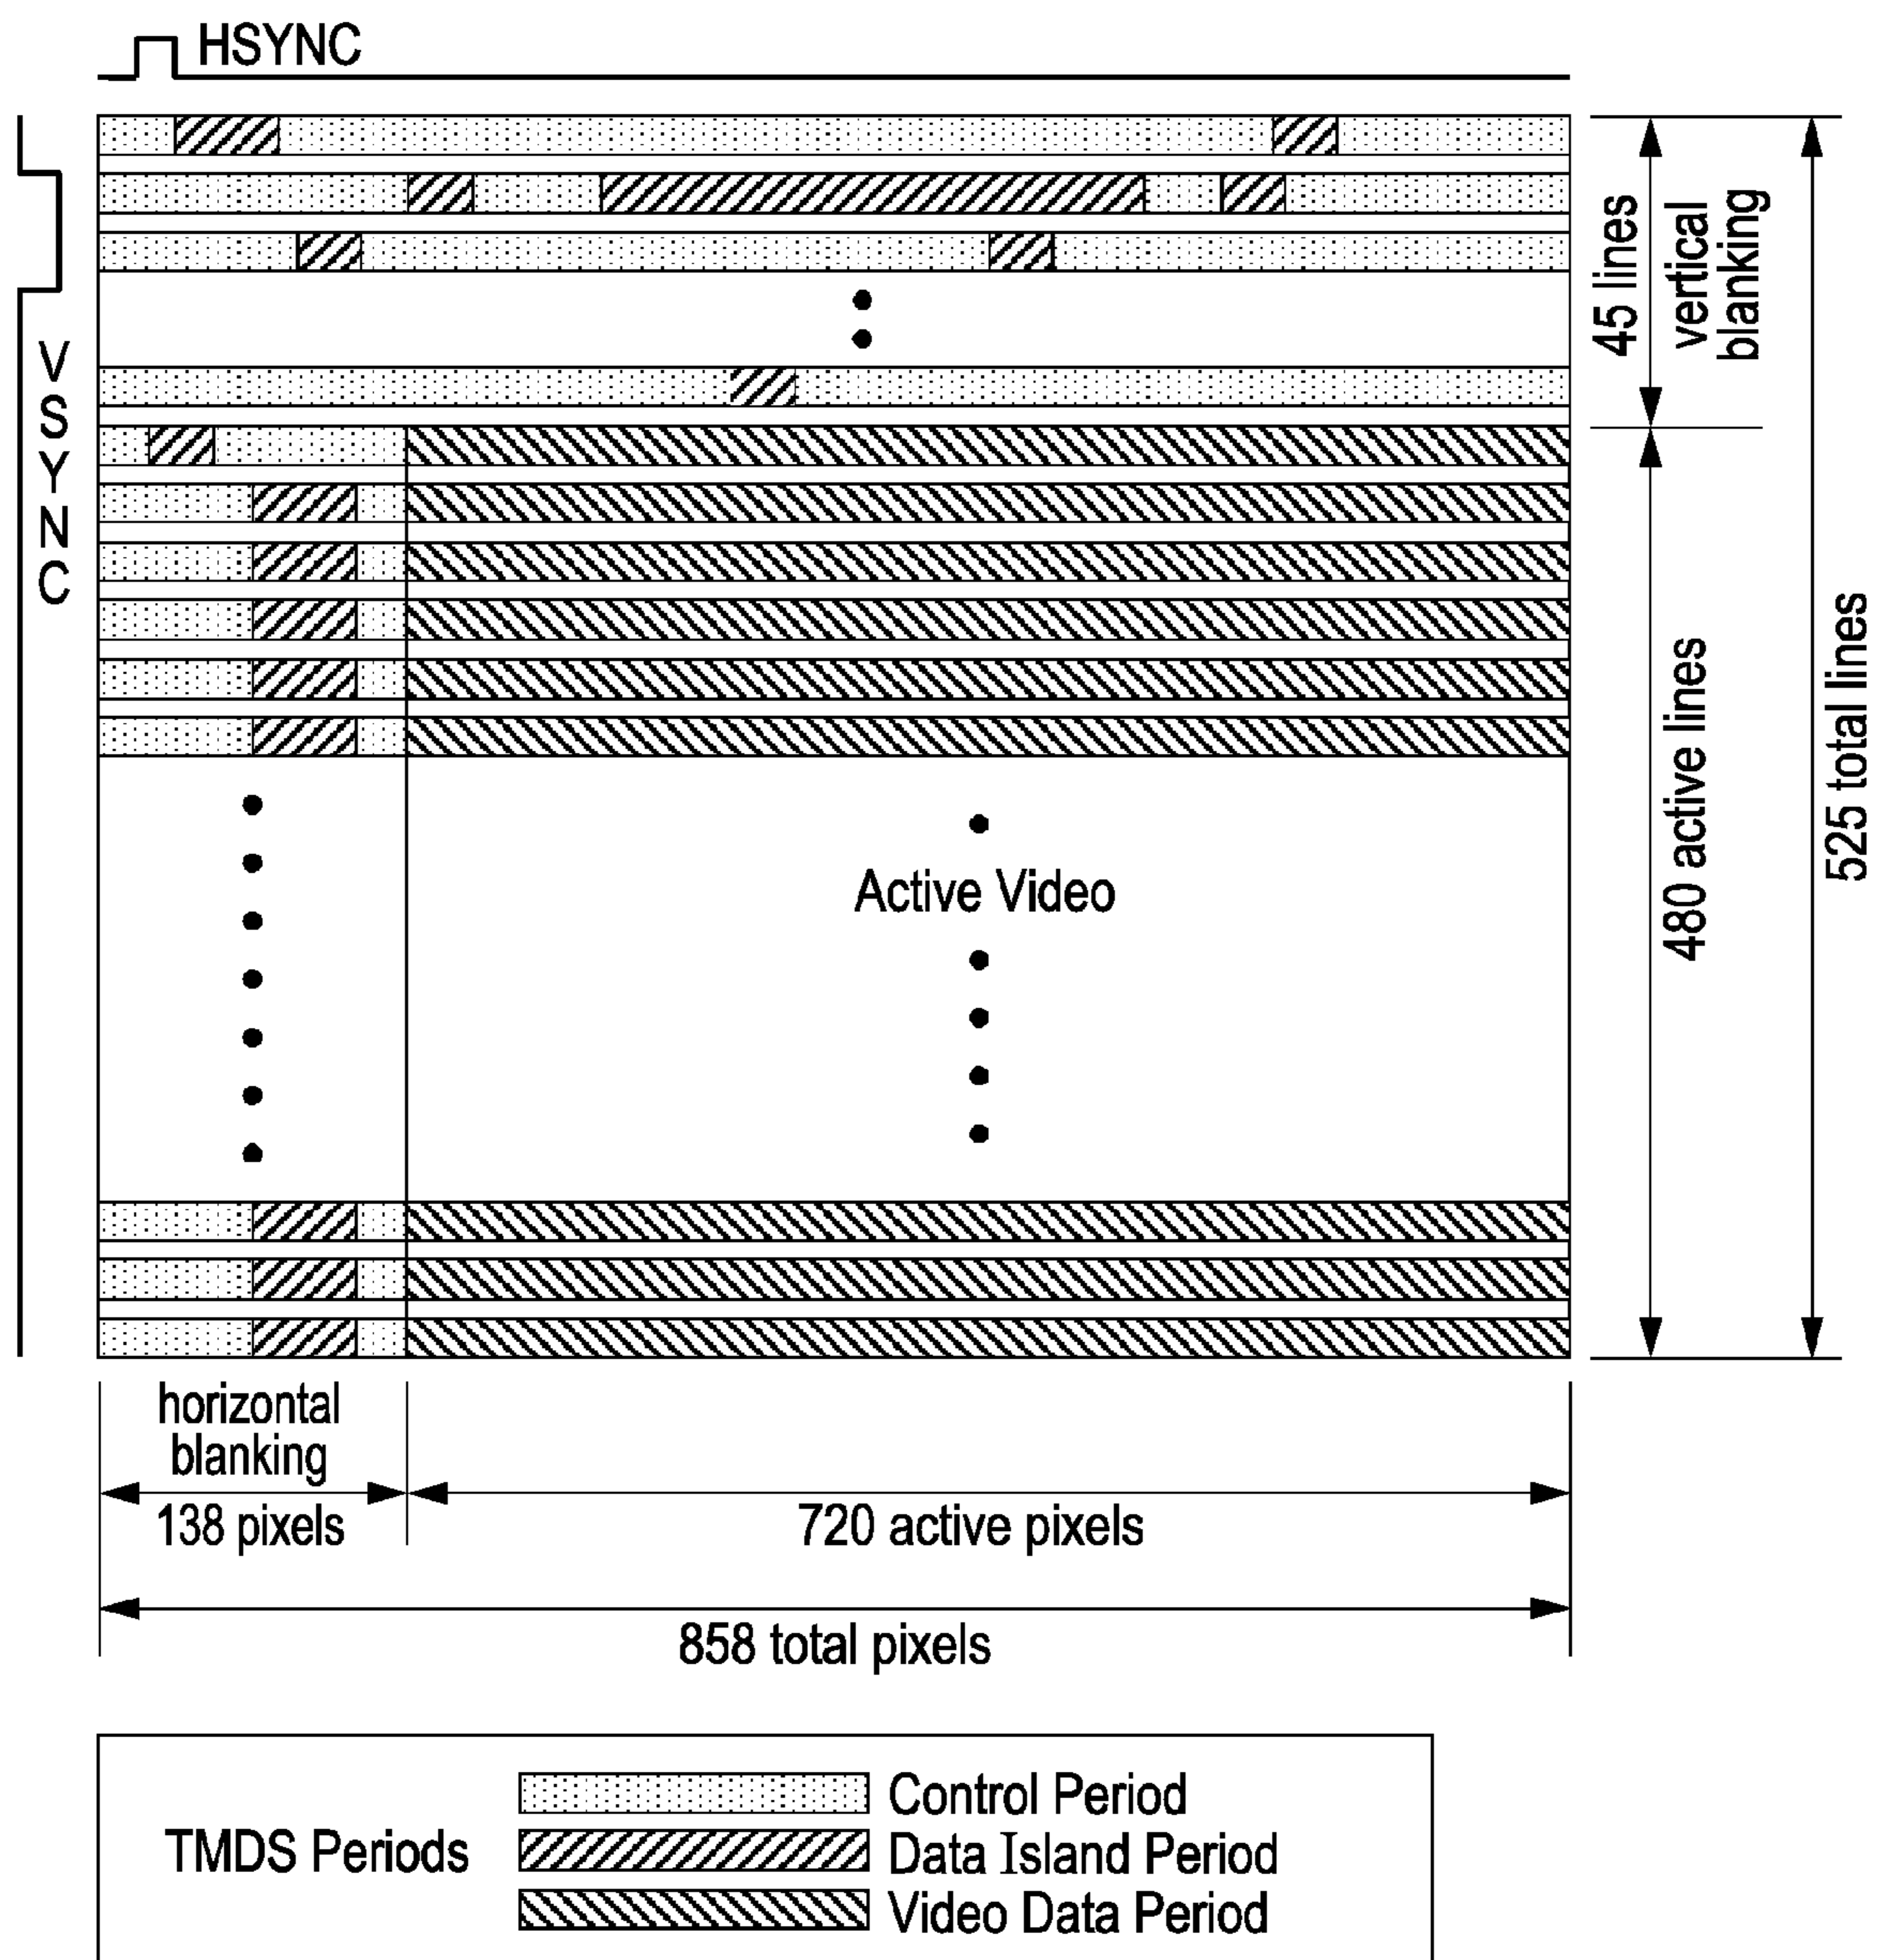 HSYNC
VSYNC
45 lines
vertical
blanking
480 active lines
525 total lines
Active Video
horizontal
blanking
138 pixels
720 active pixels
858 total pixels
TMDS Periods
Control Period
Data Island Period
Video Data Period